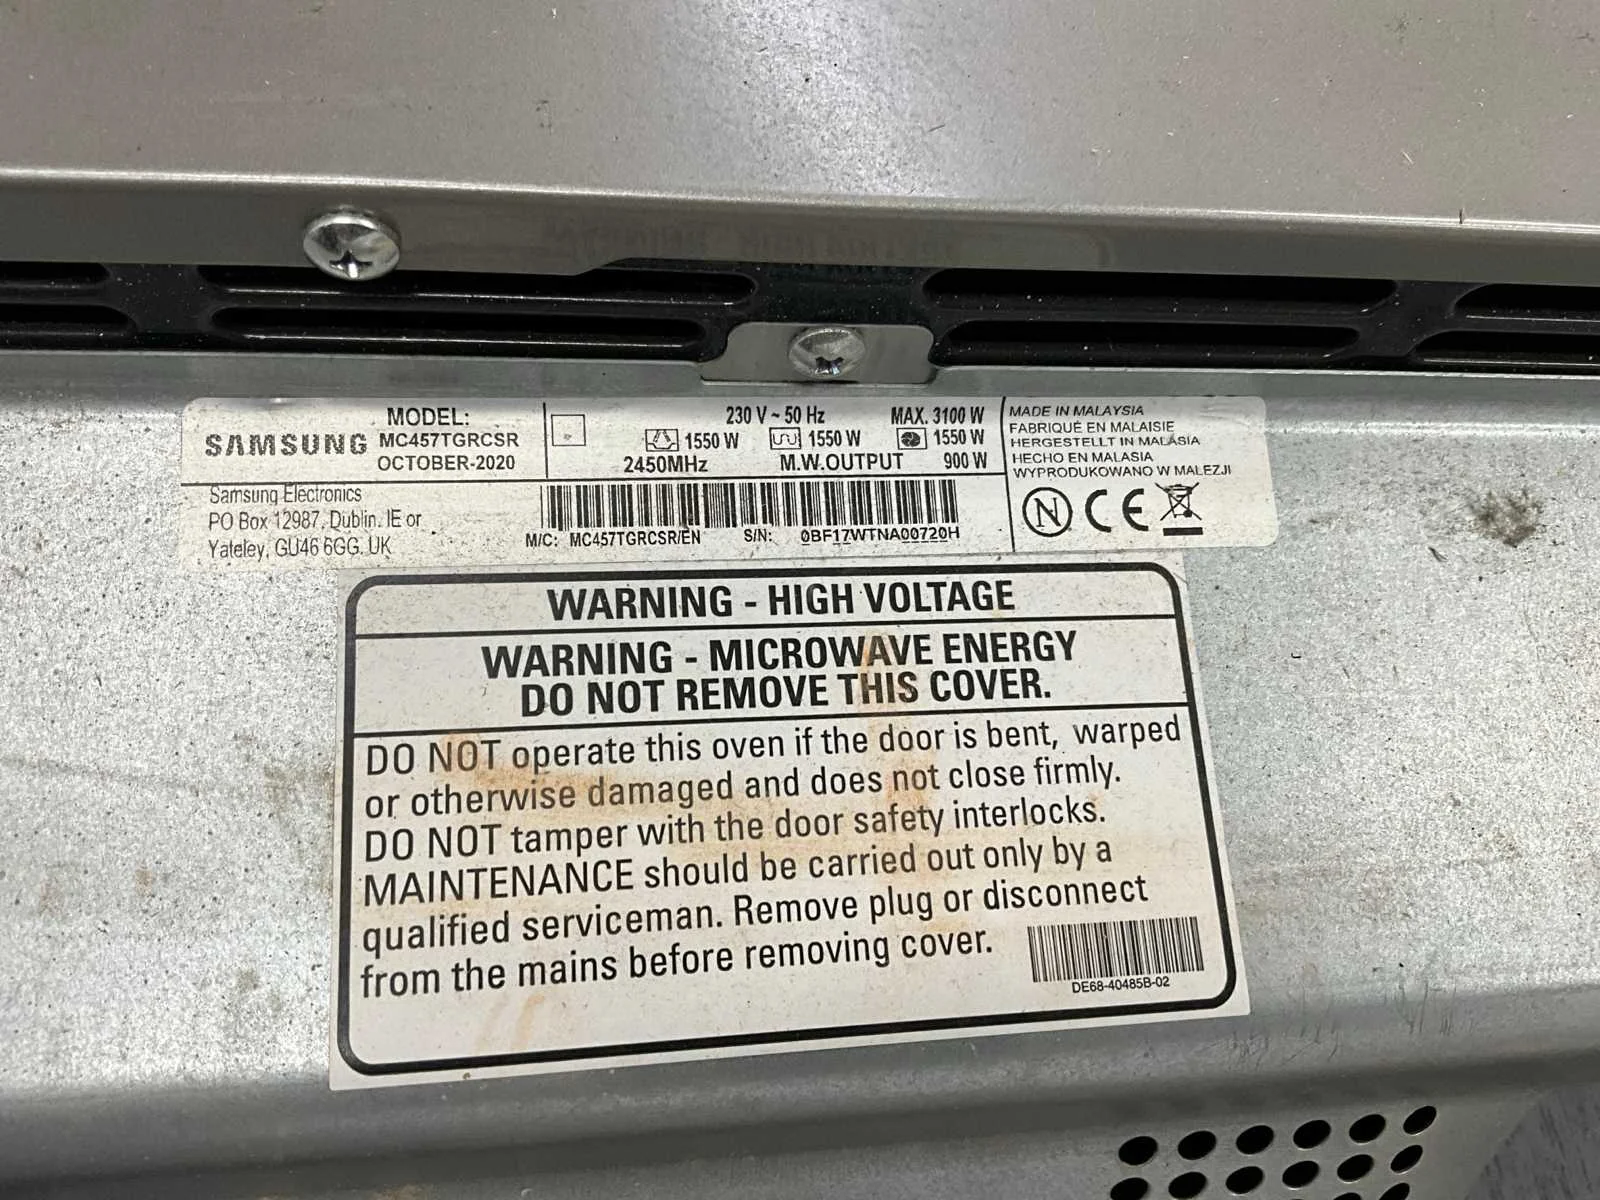 SAMSUNG
MODEL:
MC457TGRCSR
OCTOBER-2020
230 V ~ 50 Hz MAX. 3100 W
1550 W 1550 W 1550 W
2450MHz M.W.OUTPUT 900 W
MADE IN MALAYSIA
FABRIQUÉ EN MALAISIE
HERGESTELLT IN MALASIA
HECHO EN MALASIA
WYPRODUKOWANO W MALEZJI
Samsung Electronics
PO Box 12987, Dublin. IE or
Yateley, GU46 6GG. UK
M/C: MC457TGRCSR/EN S/N: 0BF17WTNA00720H
N CE
WARNING - HIGH VOLTAGE
WARNING - MICROWAVE ENERGY
DO NOT REMOVE THIS COVER.
DO NOT operate this oven if the door is bent, warped
or otherwise damaged and does not close firmly.
DO NOT tamper with the door safety interlocks.
MAINTENANCE should be carried out only by a
qualified serviceman. Remove plug or disconnect
from the mains before removing cover.
DE68-40485B-02